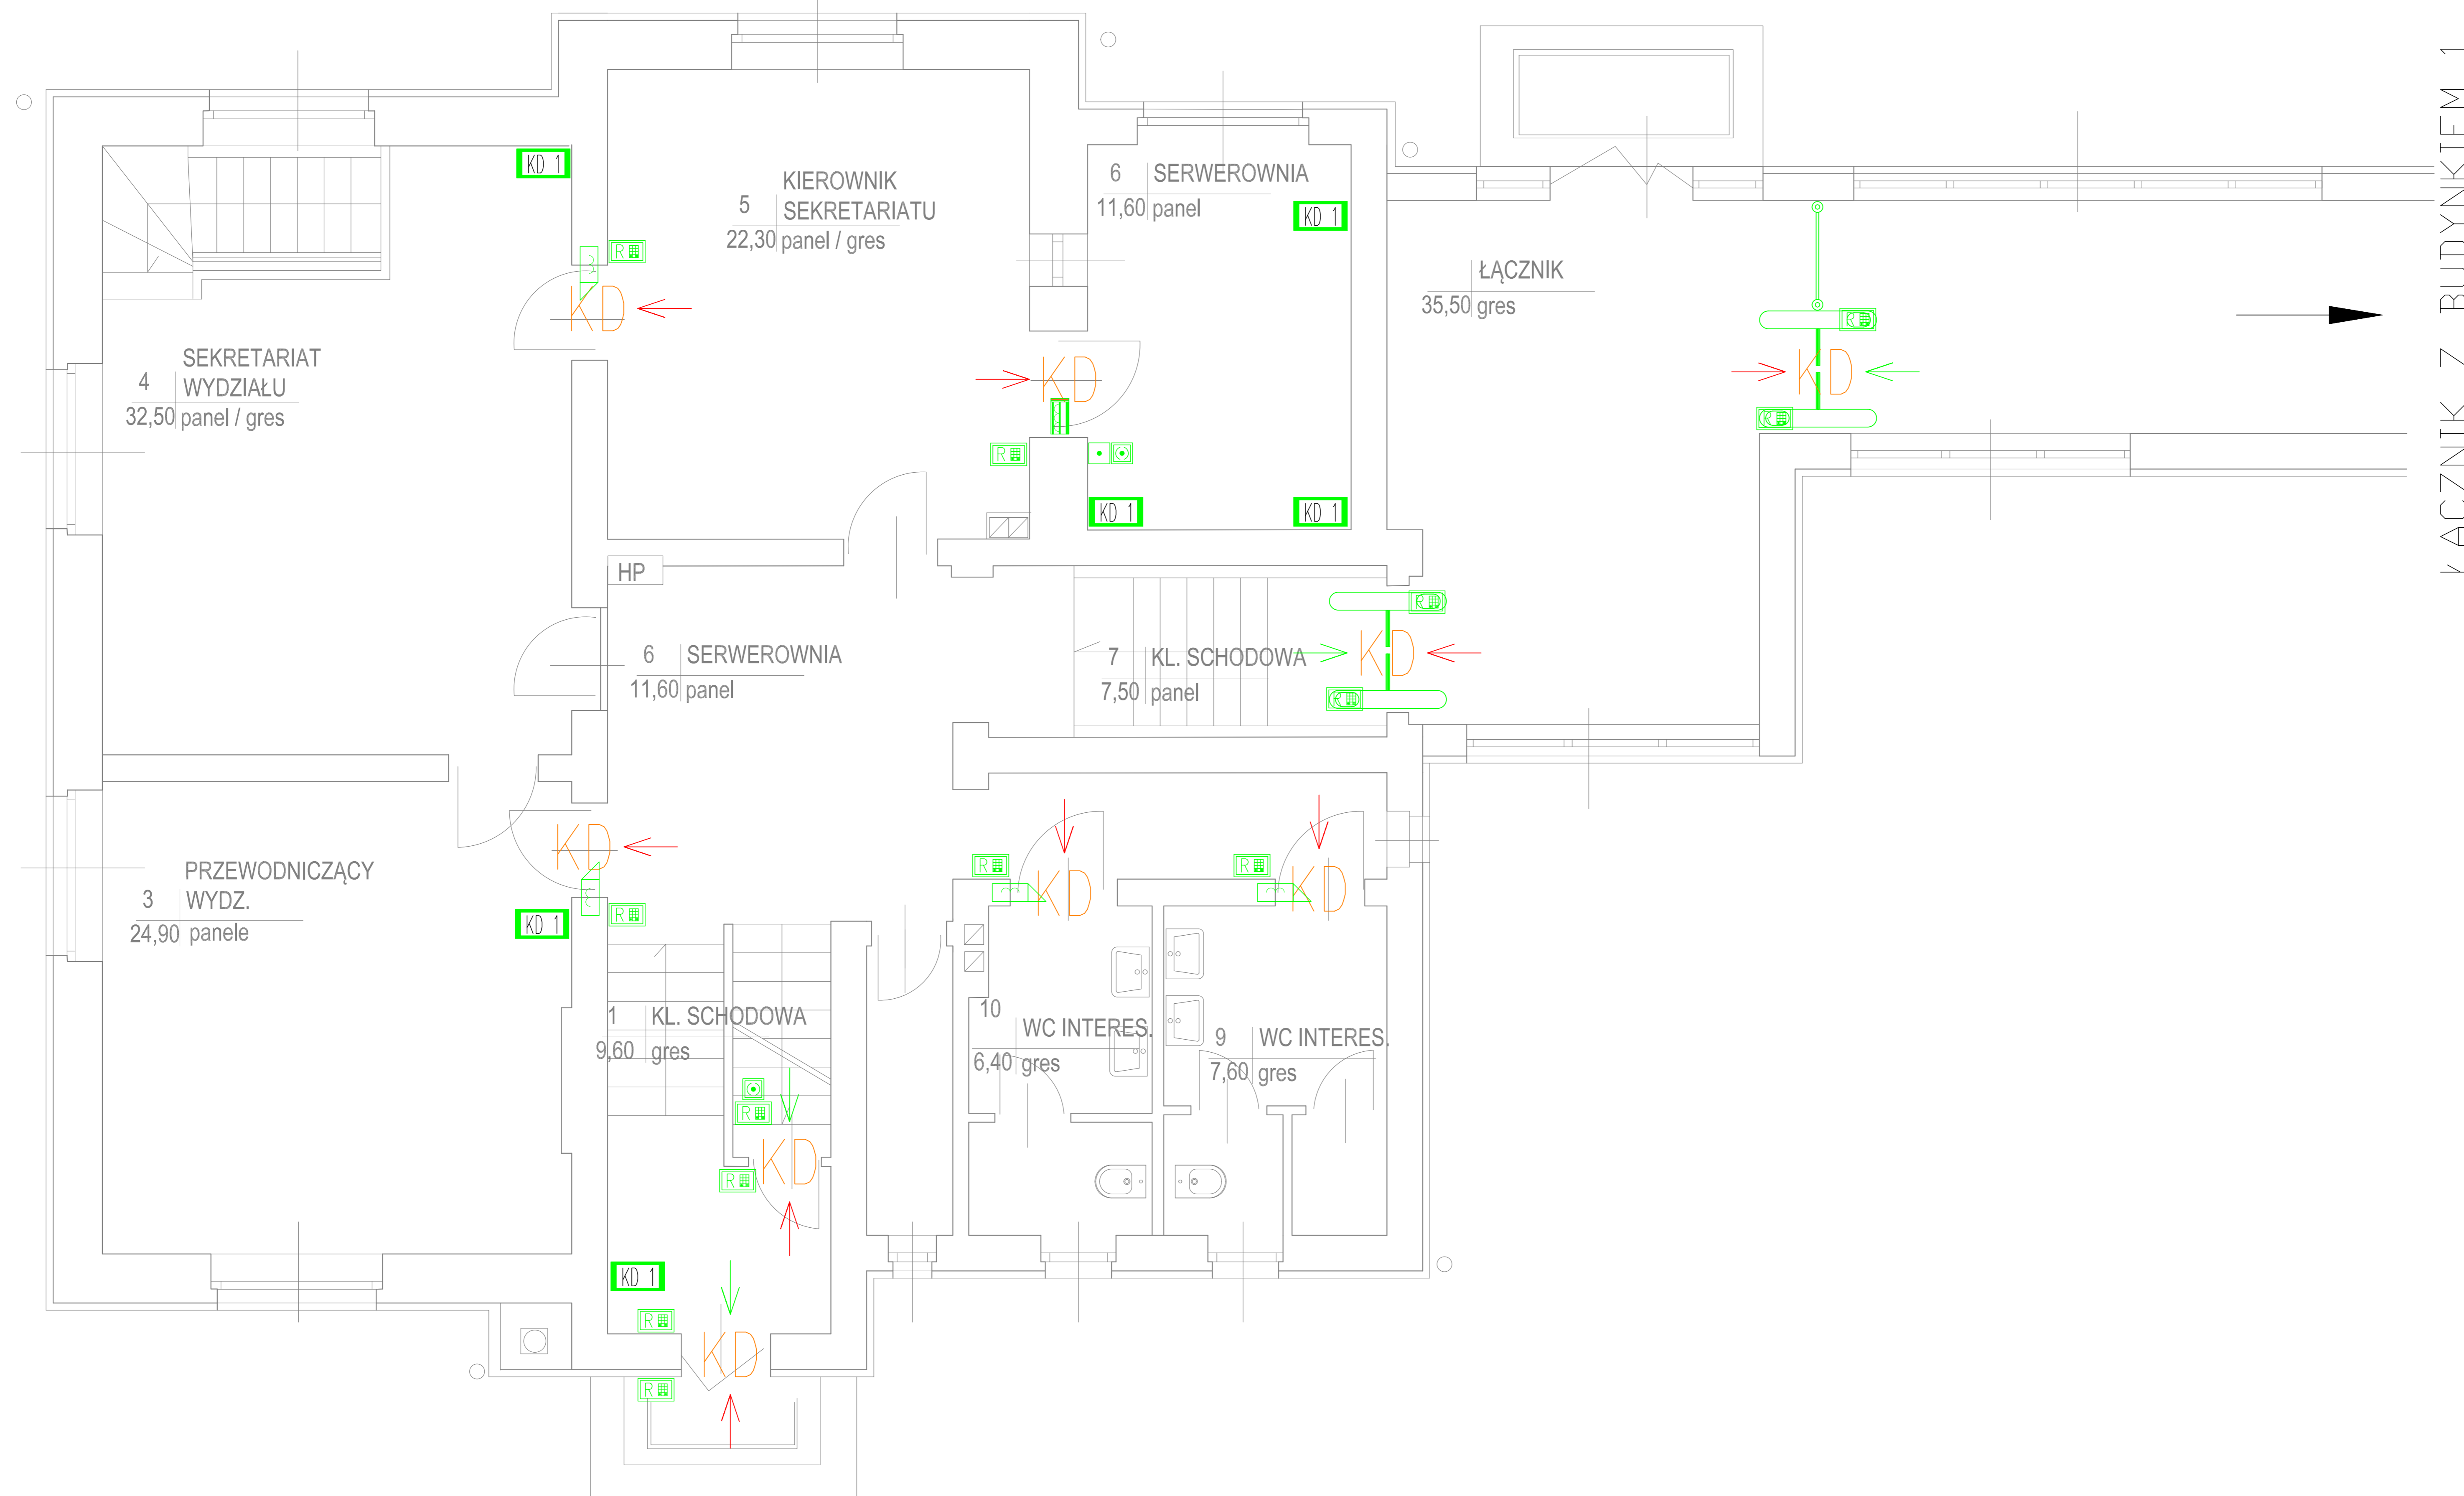 KD 1
KIEROWNIK
5 SEKRETARIATU
22,30 panel / gres
6 SERWEROWNIA
11,60 panel
KD 1
R
KD
ŁĄCZNIK
35,50 gres
R
KD
R
ŁĄCZNIK Z BUDYNKIEM 1
SEKRETARIAT
4 WYDZIAŁU
32,50 panel / gres
KD
R
KD 1
KD 1
HP
R
6 SERWEROWNIA
11,60 panel
7 KL. SCHODOWA
7,50 panel
KD
R
KD
PRZEWODNICZĄCY
3 WYDZ.
24,90 panele
KD 1
R
R
KD
R
KD
1 KL. SCHODOWA
9,60 gres
10
WC INTERES.
6,40 gres
9 WC INTERES.
7,60 gres
R
KD
R
KD 1
R
KD
R